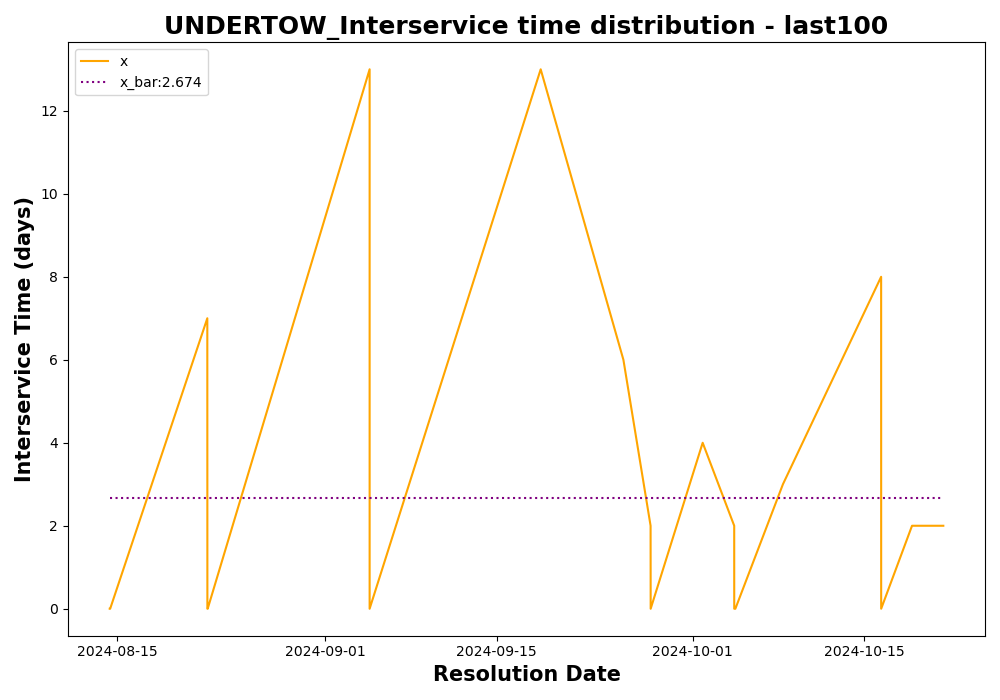 UNDERTOW_Interservice time distribution - last100
x
x_bar:2.674
Interservice Time (days)
12
10
8
6
4
2
0
2024-08-15
2024-09-01
2024-09-15
2024-10-01
2024-10-15
Resolution Date